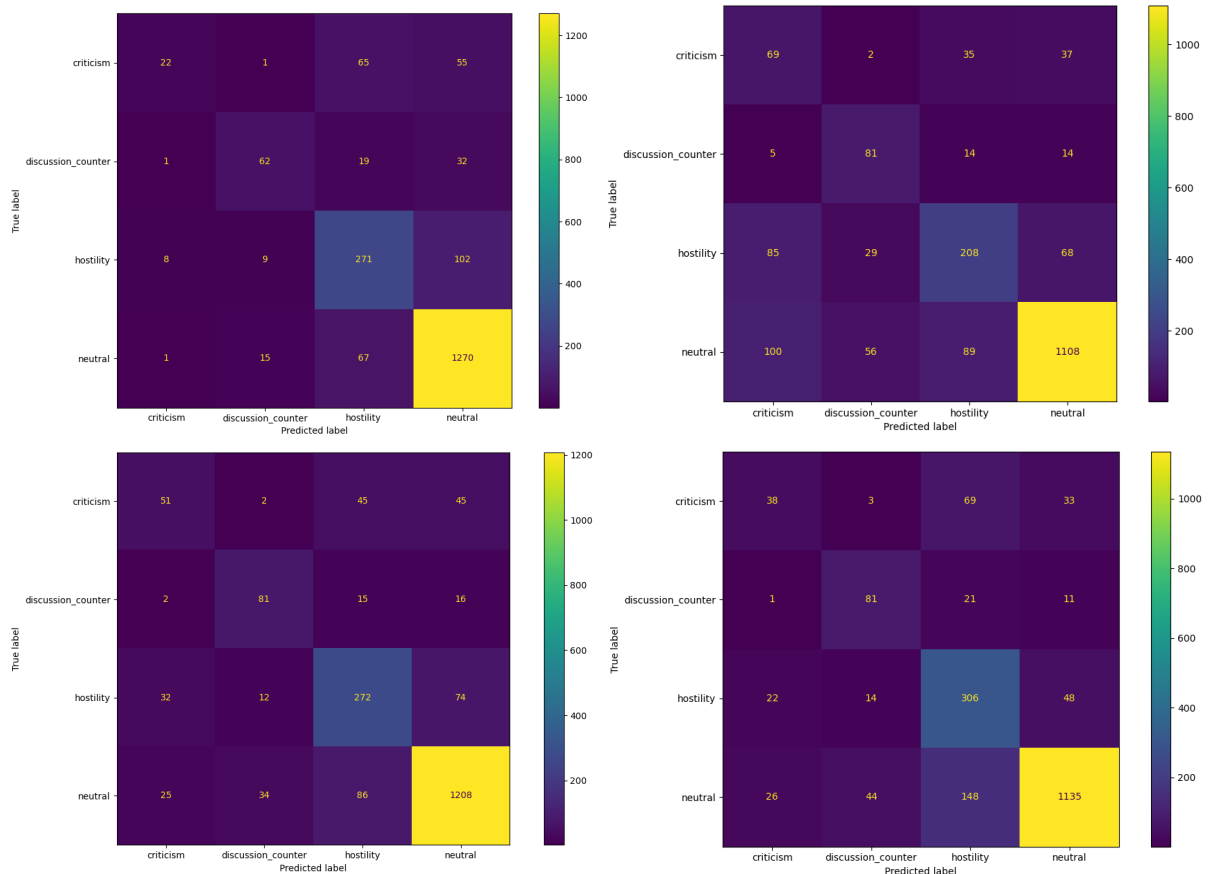 criticism 22 1 65 55
discussion_counter 1 62 19 32
hostility 8 9 271 102
neutral 1 15 67 1270
criticism discussion_counter hostility neutral
Predicted label
True label
1200
1000
800
600
400
200
criticism 69 2 35 37
discussion_counter 5 81 14 14
hostility 85 29 208 68
neutral 100 56 89 1108
criticism discussion_counter hostility neutral
Predicted label
True label
1000
800
600
400
200
criticism 51 2 45 45
discussion_counter 2 81 15 16
hostility 32 12 272 74
neutral 25 34 86 1208
criticism discussion_counter hostility neutral
Predicted label
True label
1200
1000
800
600
400
200
criticism 38 3 69 33
discussion_counter 1 81 21 11
hostility 22 14 306 48
neutral 26 44 148 1135
criticism discussion_counter hostility neutral
Predicted label
True label
1000
800
600
400
200